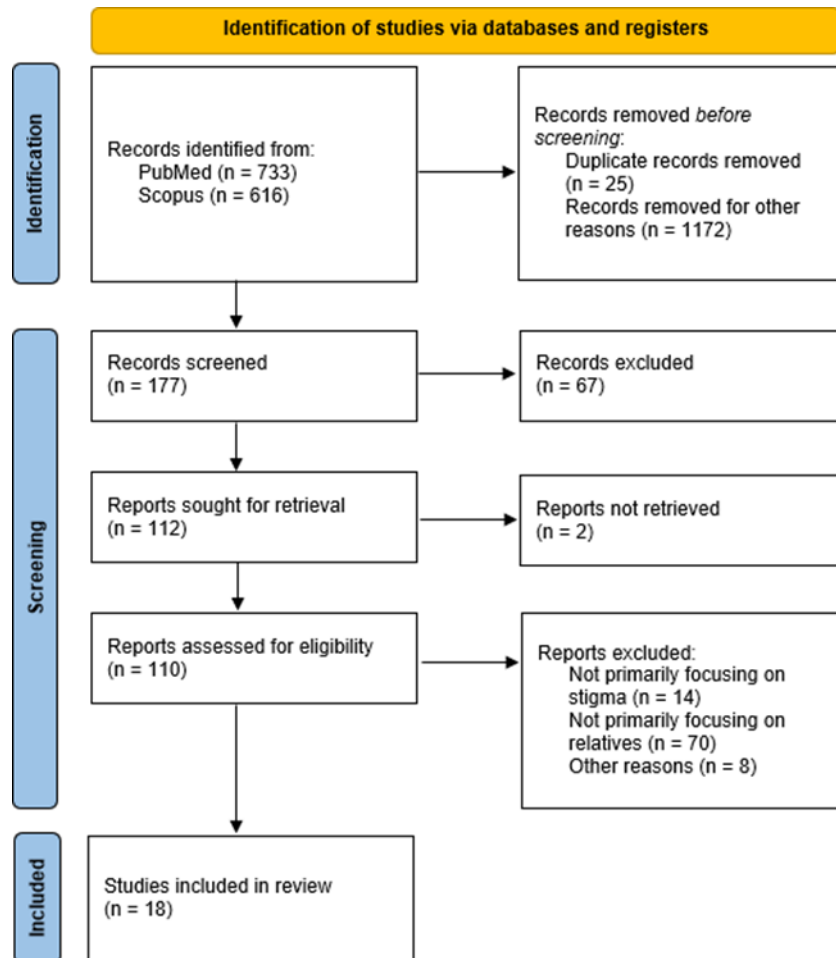 Identification of studies via databases and registers
Identification
Records identified from:
PubMed (n = 733)
Scopus (n = 616)
Records removed before
screening:
Duplicate records removed
(n = 25)
Records removed for other
reasons (n = 1172)
Screening
Records screened
(n = 177)
Records excluded
(n = 67)
Reports sought for retrieval
(n = 112)
Reports not retrieved
(n = 2)
Reports assessed for eligibility
(n = 110)
Reports excluded:
Not primarily focusing on
stigma (n = 14)
Not primarily focusing on
relatives (n = 70)
Other reasons (n = 8)
Included
Studies included in review
(n = 18)